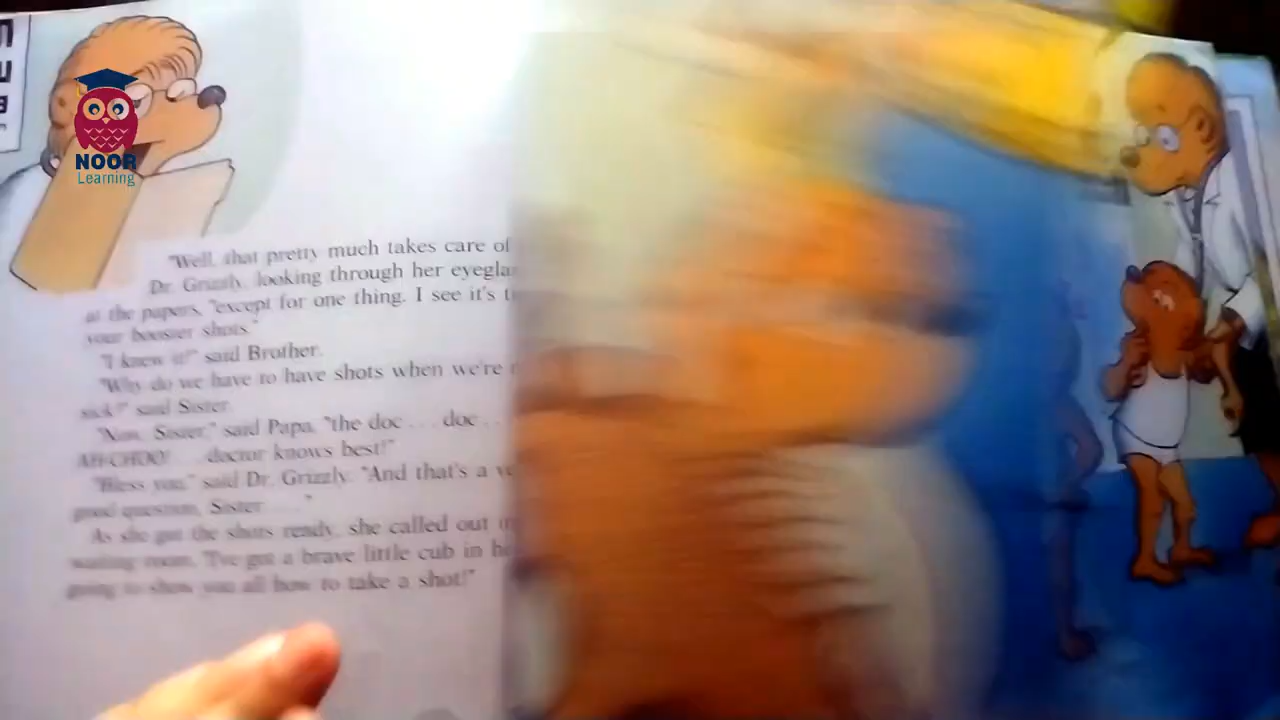 n
u
a
NOOR
Learning
"Well, that pretty much takes care of
Dr. Grizzly, looking through her eyegla
at the papers, "except for one thing. I see it's t
your booster shots."
"I knew it!" said Brother.
"Why do we have to have shots when we're
sick?" said Sister.
"Now, Sister," said Papa, "the doc . . . doc . .
AH-CHOO! . . . doctor knows best!"
"Bless you," said Dr. Grizzly. "And that's a v
good question, Sister . . . ."
As she got the shots ready, she called out
waiting room, "I've got a brave little cub in he
going to show you all how to take a shot!"